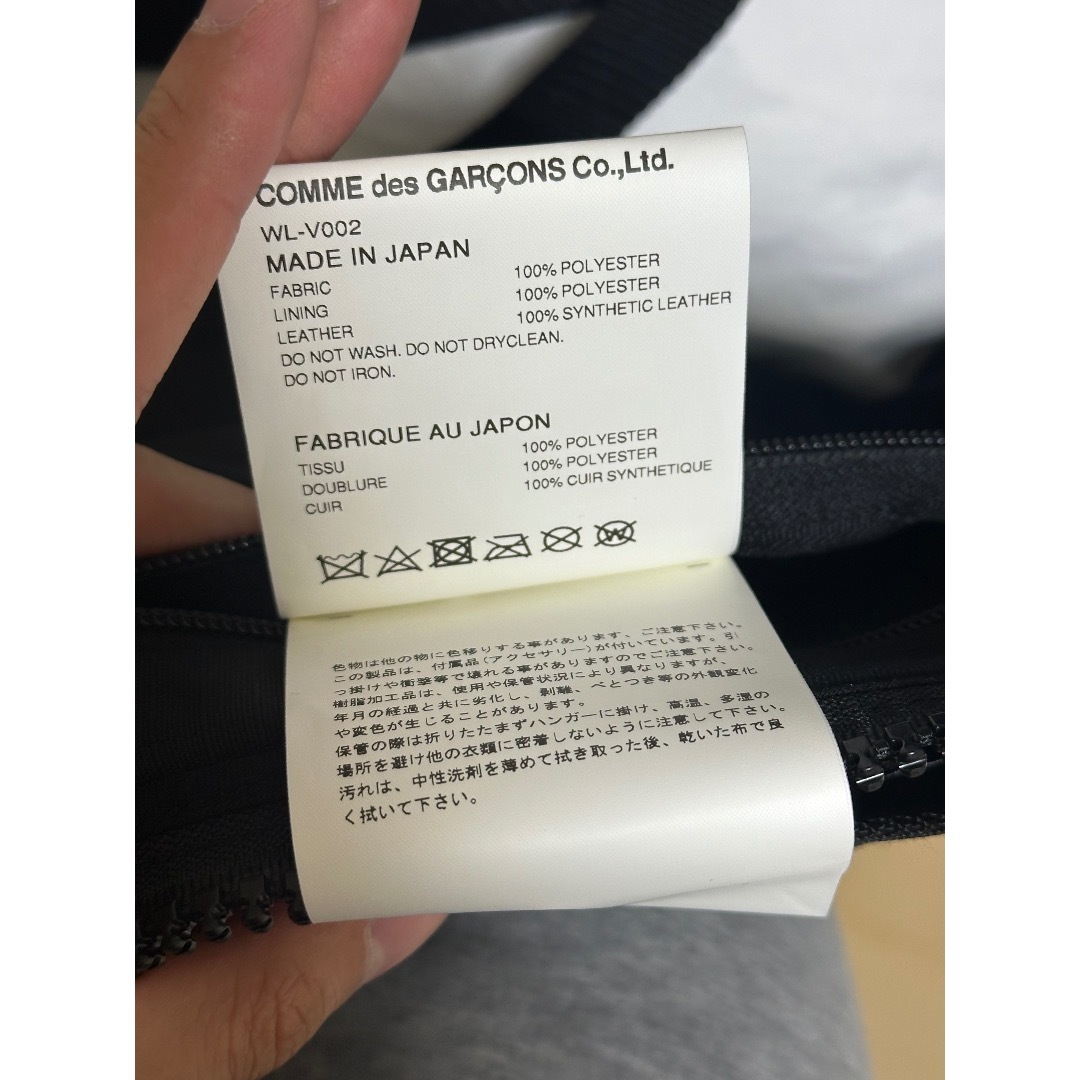 COMME des GARÇONS Co.,Ltd.
WL-V002
MADE IN JAPAN
FABRIC 100% POLYESTER
LINING 100% POLYESTER
LEATHER 100% SYNTHETIC LEATHER
DO NOT WASH. DO NOT DRYCLEAN.
DO NOT IRON.
FABRIQUE AU JAPON
TISSU 100% POLYESTER
DOUBLURE 100% POLYESTER
CUIR 100% CUIR SYNTHETIQUE
W
色物は他の物に色移りする事があります、ご注意下さい。
この製品は、付属品(アクセサリー)が付いています。引
っ掛けや衝撃等で壊れる事がありますのでご注意下さい。
樹脂加工品は、使用や保管状況により異なりますが、
年月の経過と共に劣化し、剥離、べとつき等の外観変化
や変色が生じることがあります。
保管の際は折りたたまずハンガーに掛け、高温、多湿の
場所を避け他の衣類に密着しないように注意して下さい。
汚れは、中性洗剤を薄めて拭き取った後、乾いた布で良
く拭いて下さい。